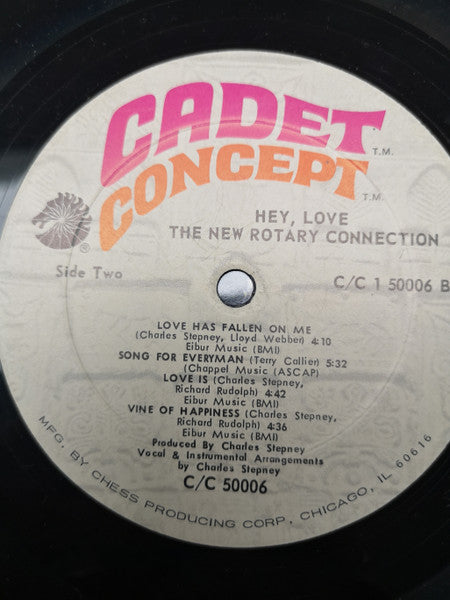 CADET T.M.
CONCEPT T.M.
®
HEY, LOVE
THE NEW ROTARY CONNECTION
Side Two
C/C 1 50006 B
LOVE HAS FALLEN ON ME
(Charles Stepney, Lloyd Webber) 4:10
Eibur Music (BMI)
SONG FOR EVERYMAN (Terry Callier) 5:32
(Chappel Music (ASCAP)
LOVE IS (Charles Stepney,
Richard Rudolph) 4:42
Eibur Music (BMI)
VINE OF HAPPINESS (Charles Stepney,
Richard Rudolph) 4:36
Eibur Music (BMI)
Produced By Charles Stepney
Vocal & Instrumental Arrangements
by Charles Stepney
C/C 50006
MFG. BY CHESS PRODUCING CORP., CHICAGO, IL 60616